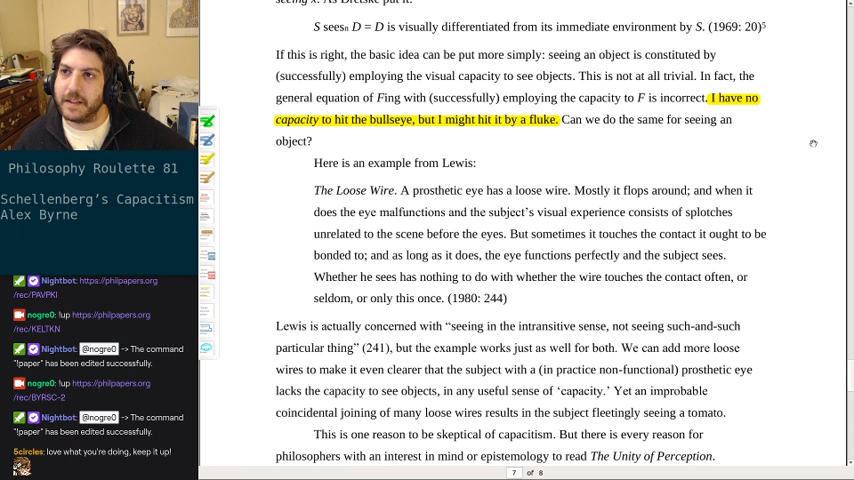 seeing x. As Dretske put it:
S seesn D = D is visually differentiated from its immediate environment by S. (1969: 20)5
If this is right, the basic idea can be put more simply: seeing an object is constituted by
(successfully) employing the visual capacity to see objects. This is not at all trivial. In fact, the
general equation of Fing with (successfully) employing the capacity to F is incorrect. I have no
capacity to hit the bullseye, but I might hit it by a fluke. Can we do the same for seeing an
object?
Here is an example from Lewis:
The Loose Wire. A prosthetic eye has a loose wire. Mostly it flops around; and when it
does the eye malfunctions and the subject's visual experience consists of splotches
unrelated to the scene before the eyes. But sometimes it touches the contact it ought to be
bonded to; and as long as it does, the eye functions perfectly and the subject sees.
Whether he sees has nothing to do with whether the wire touches the contact often, or
seldom, or only this once. (1980: 244)
Lewis is actually concerned with “seeing in the intransitive sense, not seeing such-and-such
particular thing” (241), but the example works just as well for both. We can add more loose
wires to make it even clearer that the subject with a (in practice non-functional) prosthetic eye
lacks the capacity to see objects, in any useful sense of ‘capacity.’ Yet an improbable
coincidental joining of many loose wires results in the subject fleetingly seeing a tomato.
This is one reason to be skeptical of capacitism. But there is every reason for
philosophers with an interest in mind or epistemology to read The Unity of Perception.
7 of 8
Philosophy Roulette 81
Schellenberg's Capacitism
Alex Byrne
Nightbot: https://philpapers.org
/rec/PAVPKI
nogre0: !up https://philpapers.org
/rec/KELTKN
Nightbot: @nogre0 -> The command
"!paper" has been edited successfully.
nogre0: !up https://philpapers.org
/rec/BYRSC-2
Nightbot: @nogre0 -> The command
"!paper" has been edited successfully.
5circles: love what you're doing, keep it up!